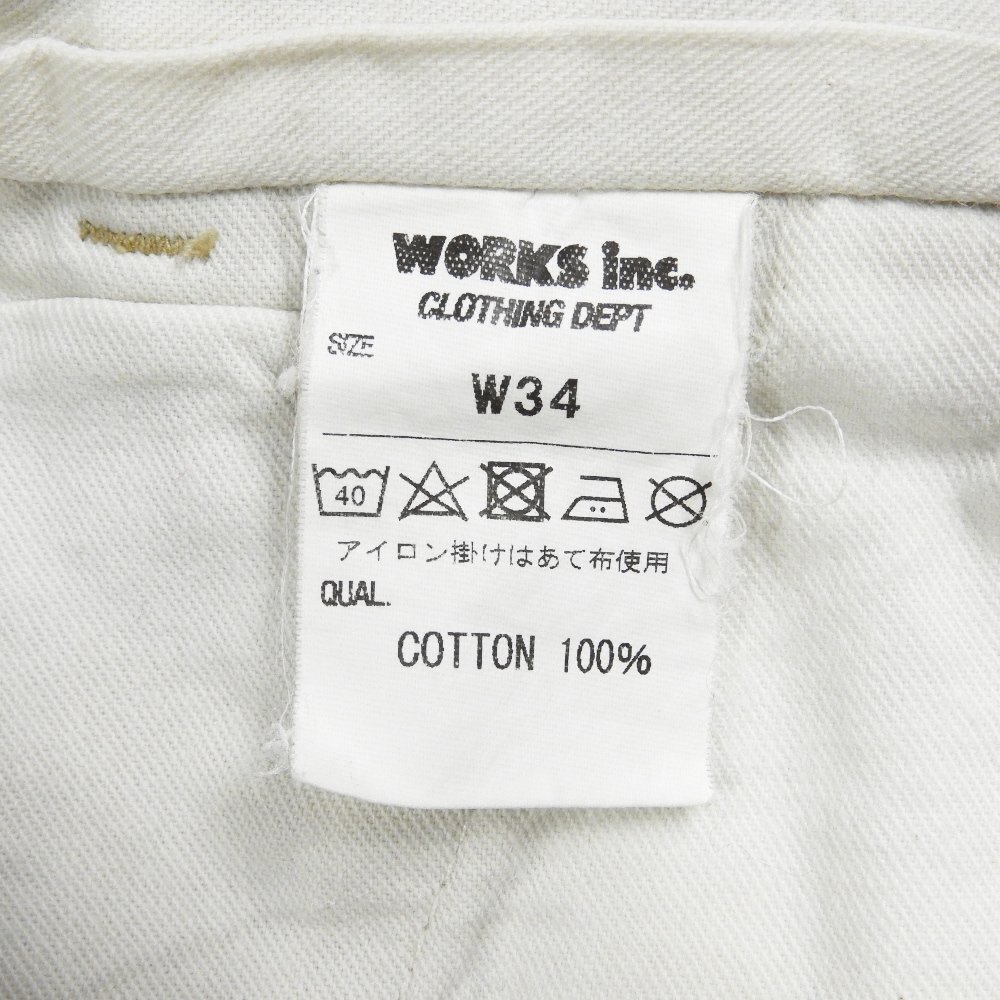 WORKS inc.
CLOTHING DEPT
SIZE
W34
40
アイロン掛けはあて布使用
QUAL.
COTTON 100%